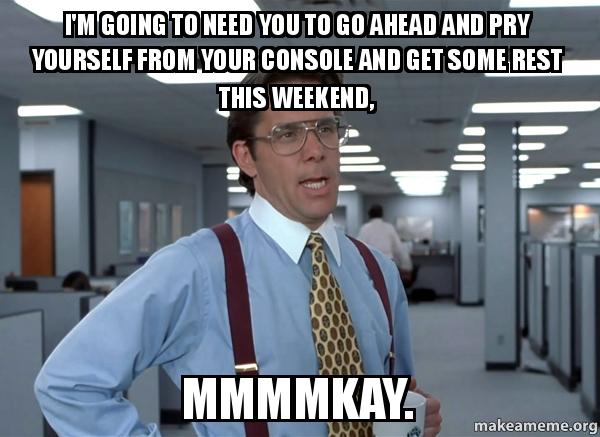 I'M GOING TO NEED YOU TO GO AHEAD AND PRY
YOURSELF FROM YOUR CONSOLE AND GET SOME REST
THIS WEEKEND,
MMMMKAY.
makeameme.org